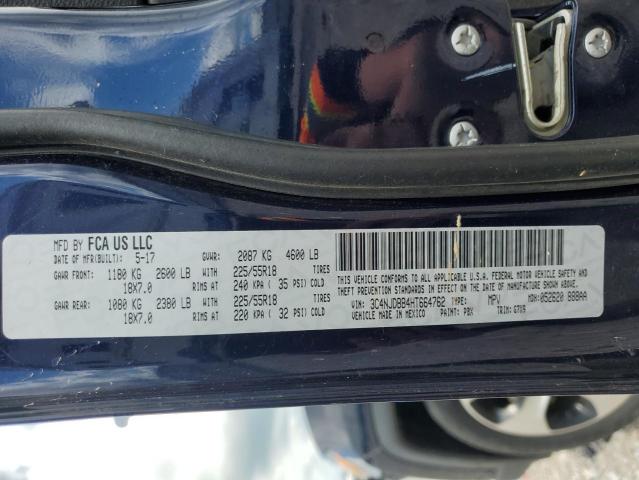 MFD BY FCA US LLC
DATE OF MFR(BUILT): 5-17 GVWR: 2087 KG 4600 LB
GAWR FRONT: 1180 KG 2600 LB WITH 225/55R18 TIRES
18X7.0 RIMS AT 240 KPA ( 35 PSI) COLD
GAWR REAR: 1080 KG 2380 LB WITH 225/55R18 TIRES
18X7.0 RIMS AT 220 KPA ( 32 PSI) COLD
THIS VEHICLE CONFORMS TO ALL APPLICABLE U.S.A. FEDERAL MOTOR VEHICLE SAFETY
AND THEFT PREVENTION STANDARDS IN EFFECT ON THE DATE OF MANUFACTURE SHOWN ABOVE.
VIN: 3C4NJDBB4HT664762 TYPE: MPV MDH: 052620 888AA
VEHICLE MADE IN MEXICO PAINT: PBX TRIM: G7U9